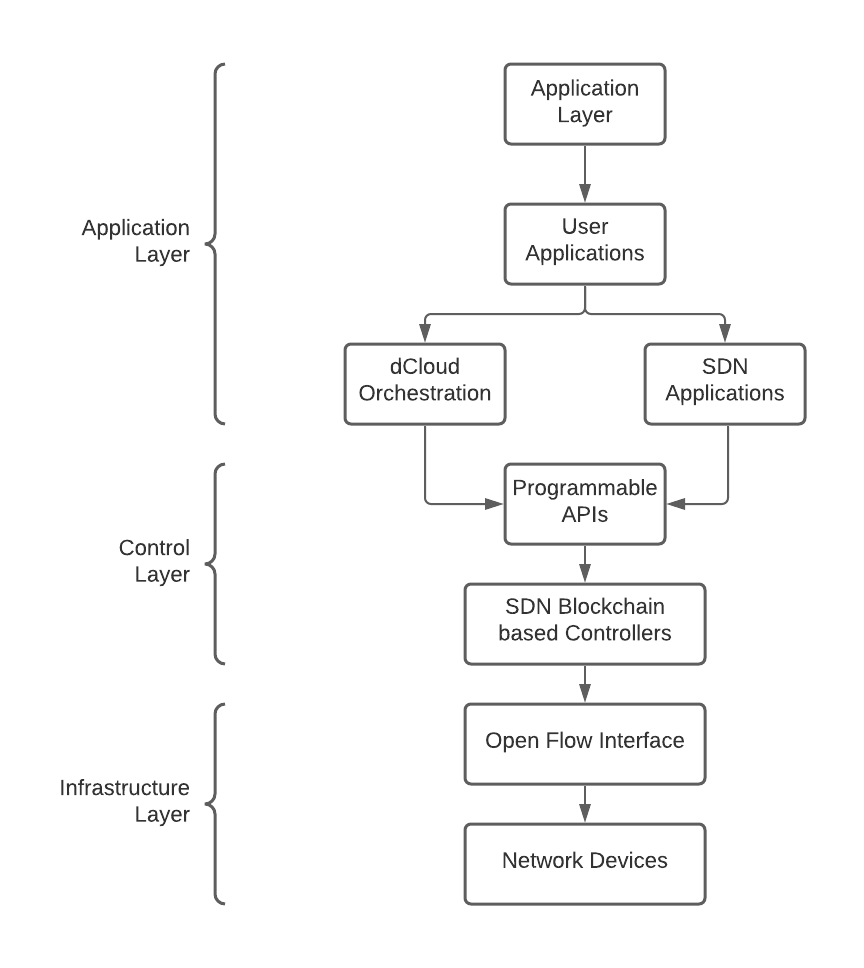 Application
Layer
Application
Layer
User
Applications
dCloud
Orchestration
SDN
Applications
Control
Layer
Programmable
APIs
SDN Blockchain
based Controllers
Infrastructure
Layer
Open Flow Interface
Network Devices